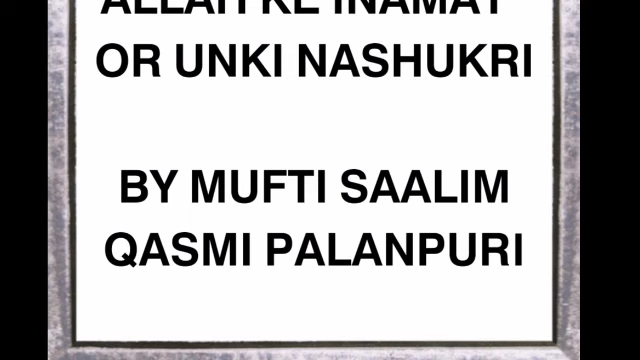 ALLAH KE INAMAT
OR UNKI NASHUKRI
BY MUFTI SAALIM
QASMI PALANPURI